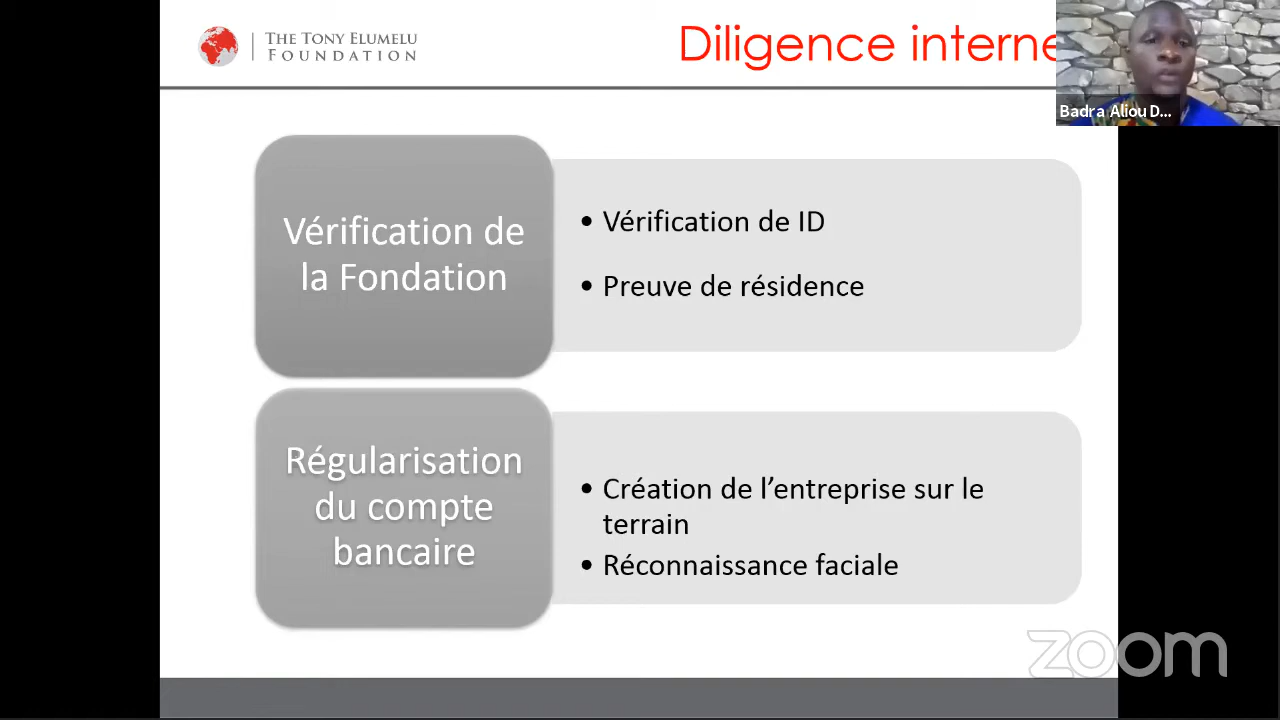 THE TONY ELUMELU
FOUNDATION
Diligence interne
Badra Aliou D...
Vérification de
la Fondation
• Vérification de ID
• Preuve de résidence
Régularisation
du compte
bancaire
• Création de l’entreprise sur le
terrain
• Réconnaissance faciale
zoom